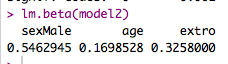 > lm.beta(model2)
sexMale age extro
0.5462945 0.1698528 0.3258000